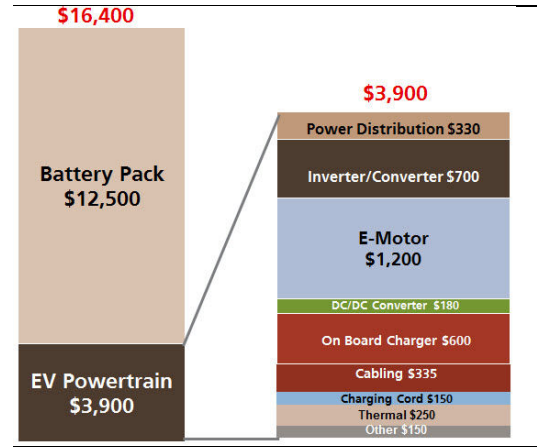 $16,400
Battery Pack
$12,500
EV Powertrain
$3,900
$3,900
Power Distribution $330
Inverter/Converter $700
E-Motor
$1,200
DC/DC Converter $180
On Board Charger $600
Cabling $335
Charging Cord $150
Thermal $250
Other $150